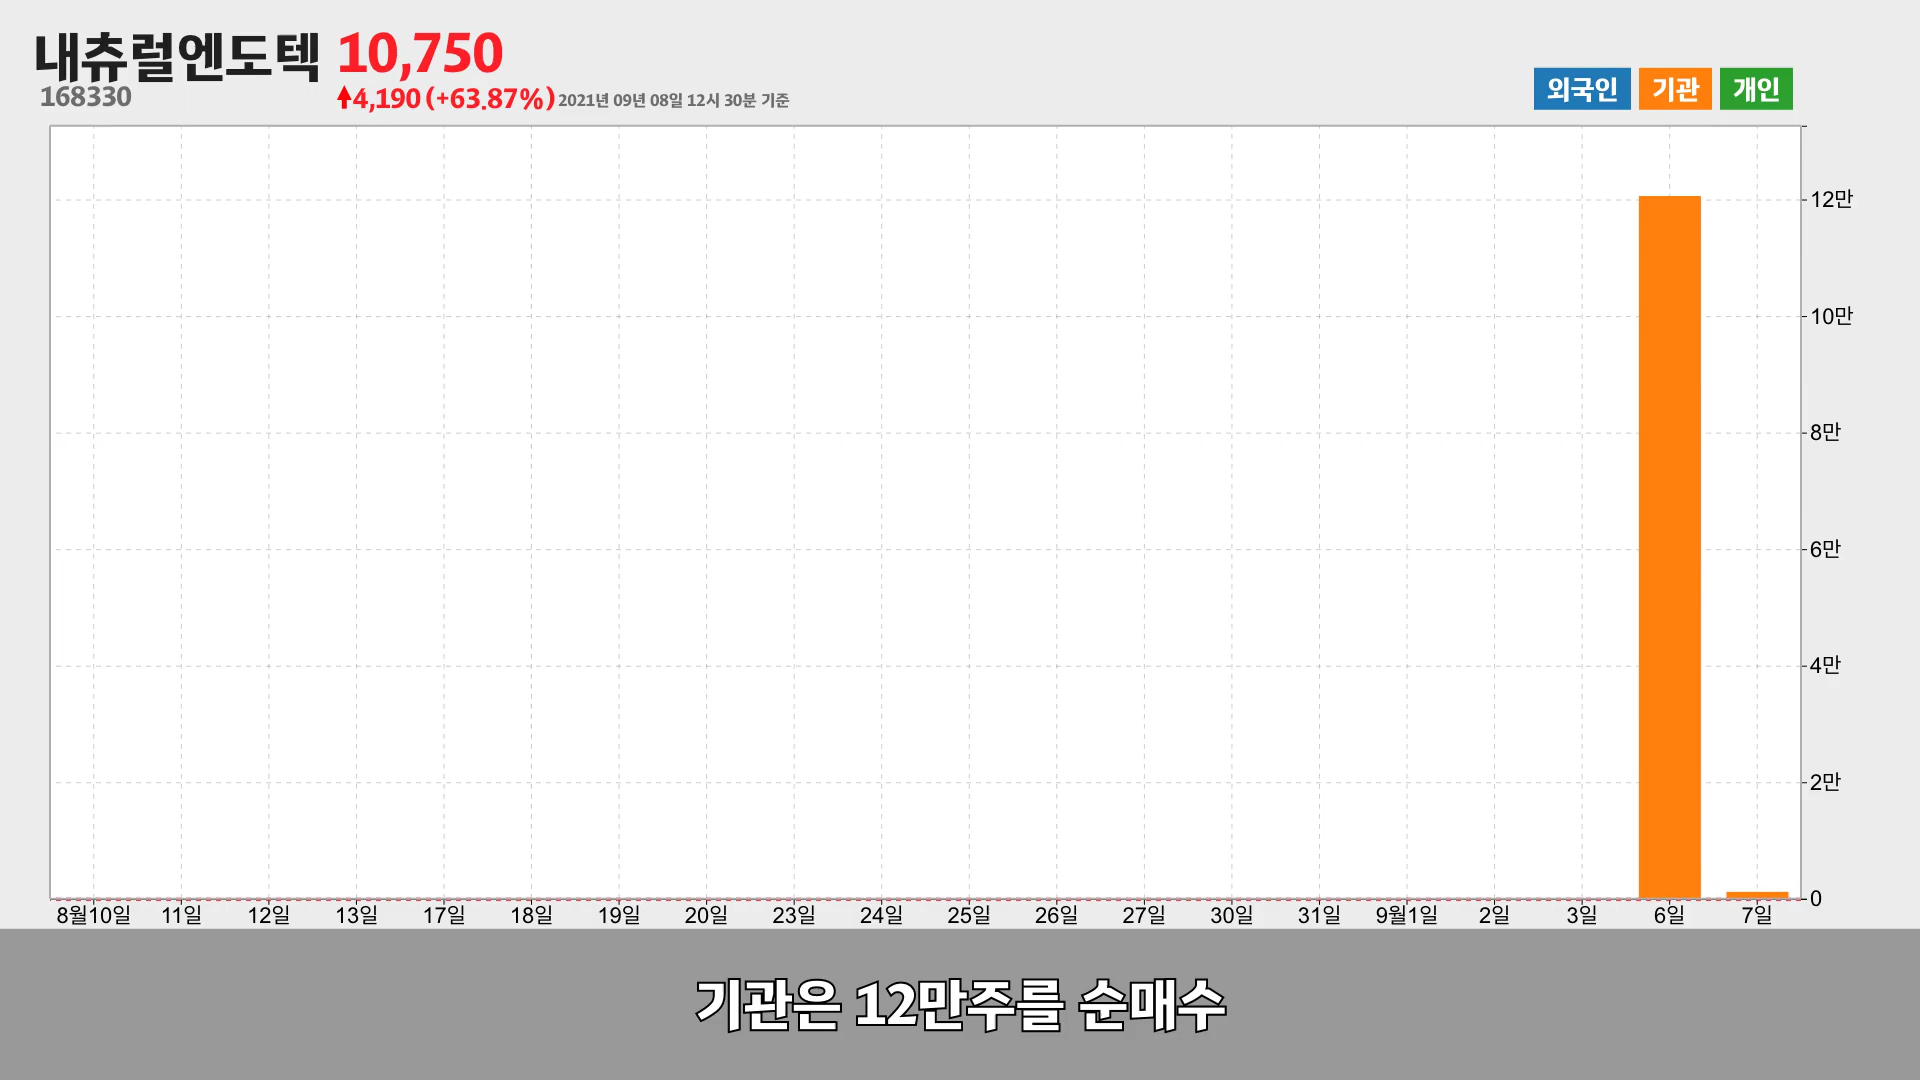 내츄럴엔도텍 10,750
168330
4,190 (+63.87%) 2021년 09년 08일 12시 30분 기준
외국인 기관 개인
12만
10만
8만
6만
4만
2만
0
8월10일 11일 12일 13일 17일 18일 19일 20일 23일 24일 25일 26일 27일 30일 31일 9월1일 2일 3일 6일 7일
기관은 12만주를 순매수